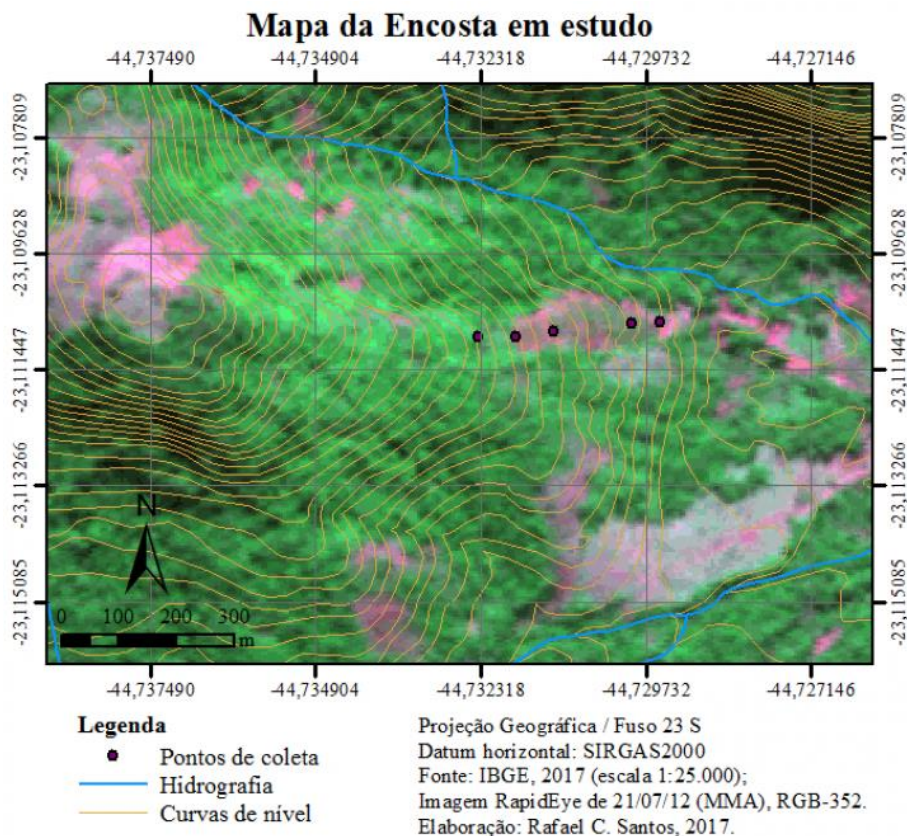 Mapa da Encosta em estudo
-44,737490 -44,734904 -44,732318 -44,729732 -44,727146
-23,107809 -23,107809
-23,109628 -23,109628
-23,111447 -23,111447
-23,113266 -23,113266
-23,115085 -23,115085
N
0 100 200 300
m
-44,737490 -44,734904 -44,732318 -44,729732 -44,727146
Legenda
Pontos de coleta
Hidrografia
Curvas de nível
Projeção Geográfica / Fuso 23 S
Datum horizontal: SIRGAS2000
Fonte: IBGE, 2017 (escala 1:25.000);
Imagem RapidEye de 21/07/12 (MMA), RGB-352.
Elaboração: Rafael C. Santos, 2017.